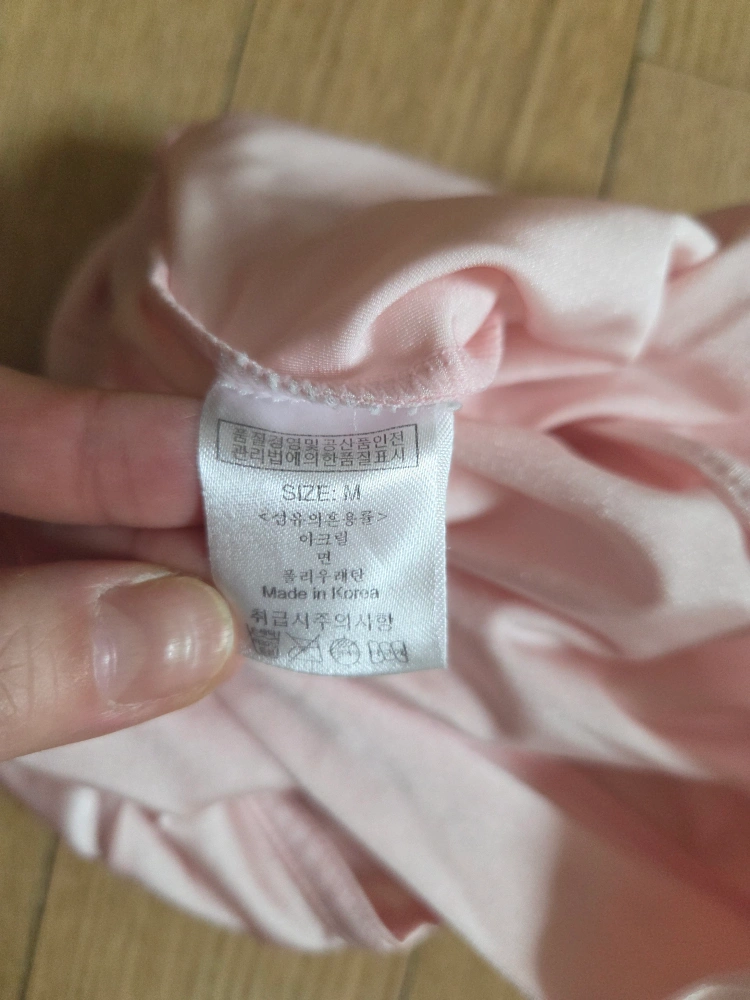 품질경영및공산품안전
관리법에의한품질표시
SIZE: M
<섬유의혼용률>
아크릴
면
폴리우레탄
Made in Korea
취급시주의사항